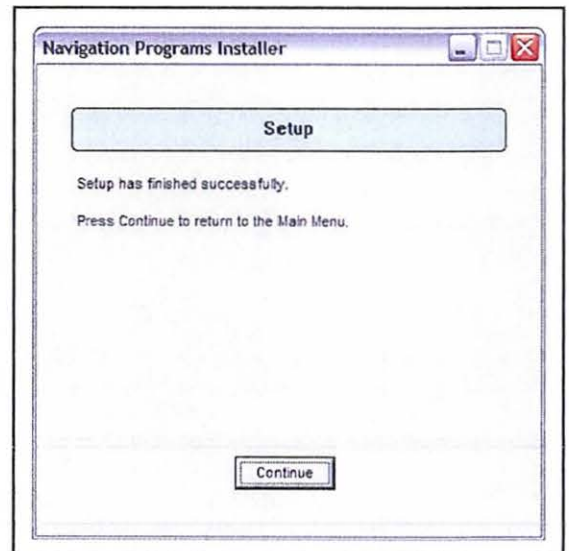 Navigation Programs Installer
Setup
Setup has finished successfully.
Press Continue to return to the Main Menu.
Continue